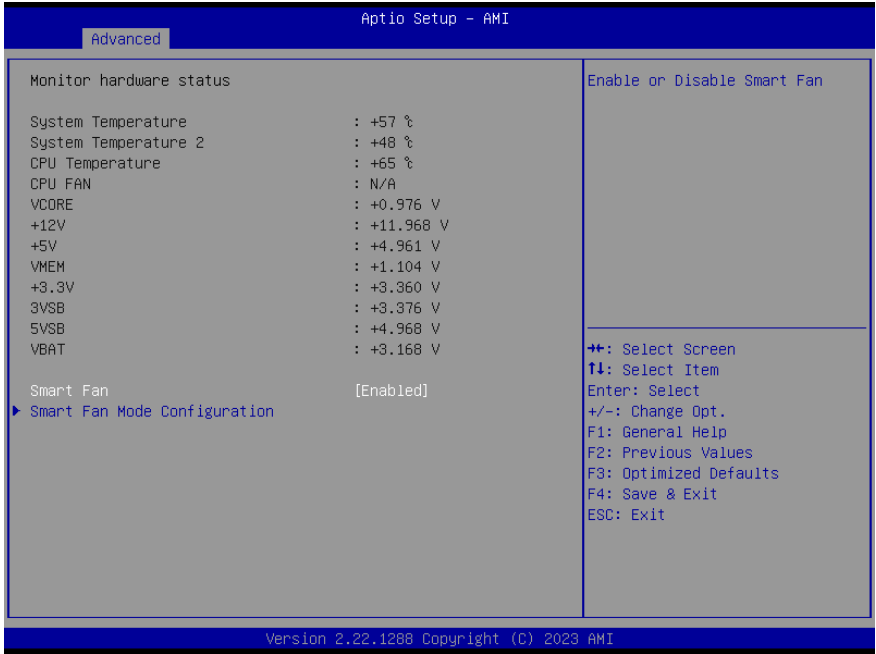 Aptio Setup – AMI
Advanced
Monitor hardware status
System Temperature : +57 ℃
System Temperature 2 : +48 ℃
CPU Temperature : +65 ℃
CPU FAN : N/A
VCORE : +0.976 V
+12V : +11.968 V
+5V : +4.961 V
VMEM : +1.104 V
+3.3V : +3.360 V
3VSB : +3.376 V
5VSB : +4.968 V
VBAT : +3.168 V
Smart Fan [Enabled]
Smart Fan Mode Configuration
Enable or Disable Smart Fan
→←: Select Screen
↑↓: Select Item
Enter: Select
+/-: Change Opt.
F1: General Help
F2: Previous Values
F3: Optimized Defaults
F4: Save & Exit
ESC: Exit
Version 2.22.1288 Copyright (C) 2023 AMI